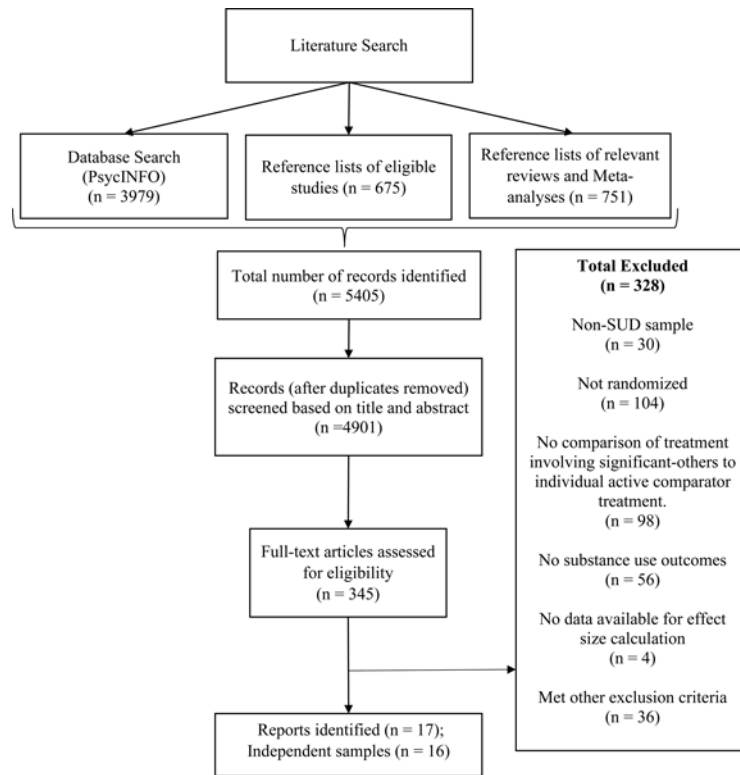 Literature Search
Database Search
(PsycINFO)
(n = 3979)
Reference lists of eligible
studies (n = 675)
Reference lists of relevant
reviews and Meta-
analyses (n = 751)
Total number of records identified
(n = 5405)
Records (after duplicates removed)
screened based on title and abstract
(n =4901)
Full-text articles assessed
for eligibility
(n = 345)
Total Excluded
(n = 328)
Non-SUD sample
(n = 30)
Not randomized
(n = 104)
No comparison of treatment
involving significant-others to
individual active comparator
treatment.
(n = 98)
No substance use outcomes
(n = 56)
No data available for effect
size calculation
(n = 4)
Met other exclusion criteria
(n = 36)
Reports identified (n = 17);
Independent samples (n = 16)